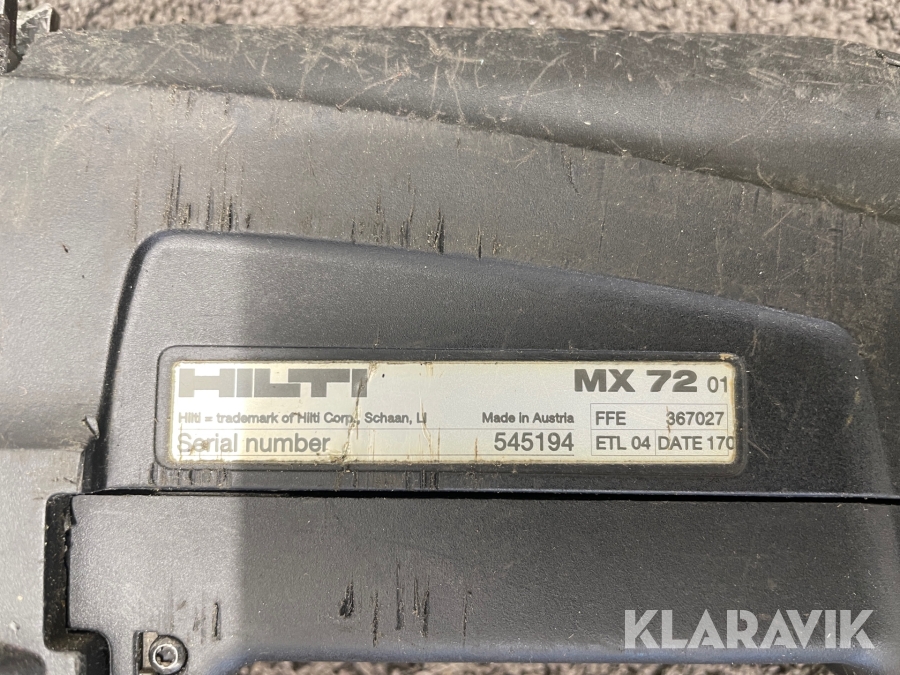 HILTI MX 72 01
Hilti = trademark of Hilti Corp., Schaan, LI Made in Austria FFE 367027
Serial number 545194 ETL 04 DATE 170
KLARAVIK